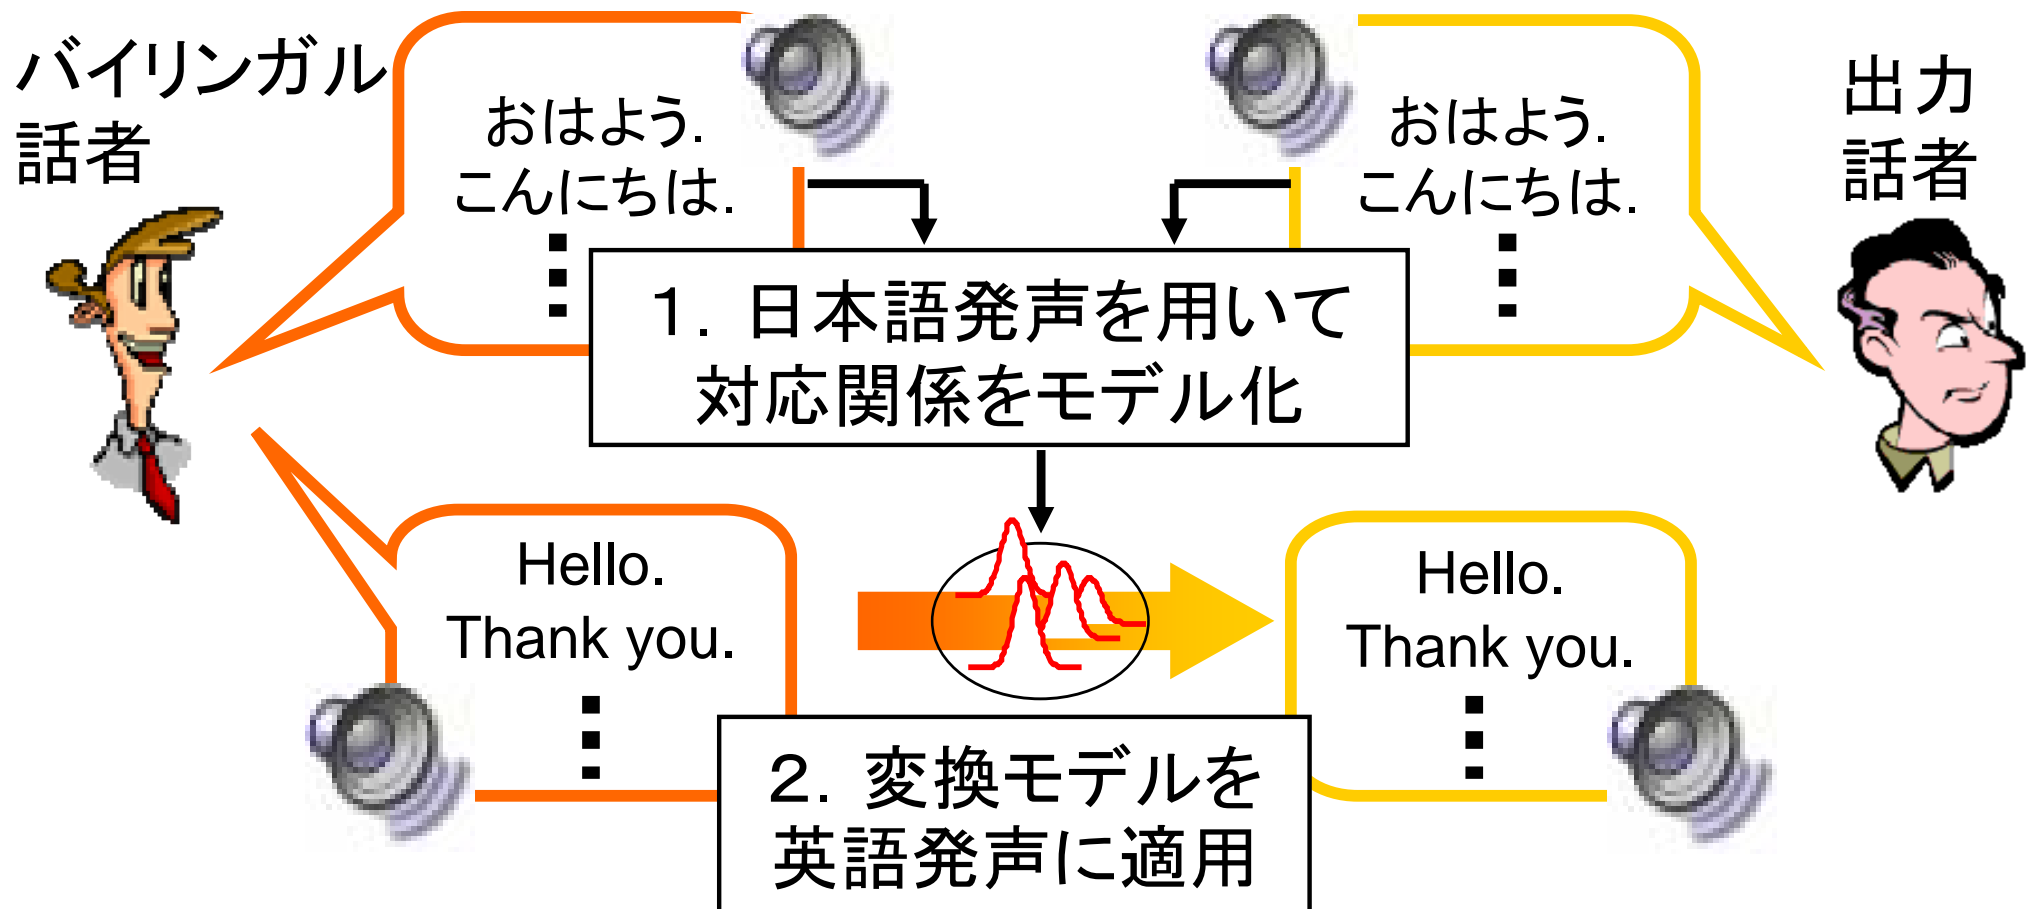 バイリンガル
話者
おはよう.
こんにちは.
おはよう.
こんにちは.
出力
話者
１．日本語発声を用いて
対応関係をモデル化
Hello.
Thank you.
Hello.
Thank you.
２．変換モデルを
英語発声に適用